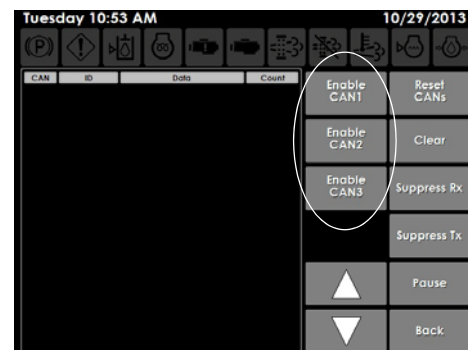 Tuesday 10:53 AM 10/29/2013
(P)
CAN ID Data Count
Enable CAN1
Reset CANs
Enable CAN2
Clear
Enable CAN3
Suppress Rx
Suppress Tx
Pause
Back